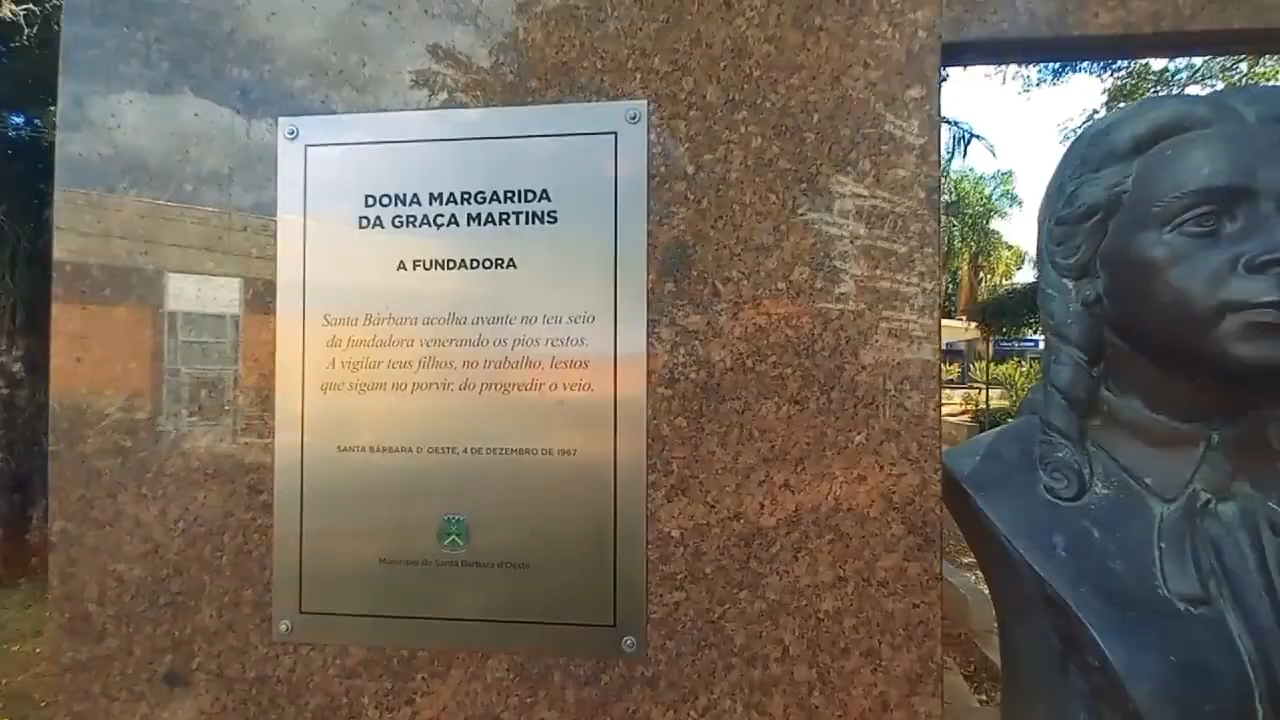 DONA MARGARIDA
DA GRAÇA MARTINS
A FUNDADORA
Santa Bárbara acolha avante no teu seio
da fundadora venerando os pios restos.
A vigilar teus filhos, no trabalho, lestos
que sigam no porvir, do progredir o veio.
SANTA BÁRBARA D' OESTE, 4 DE DEZEMBRO DE 1967
Município de Santa Bárbara d'Oeste